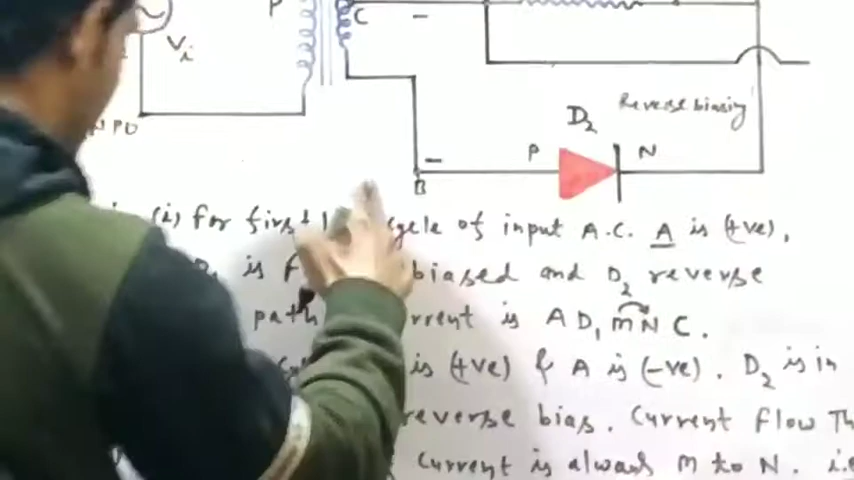 P
C
−
Vi
Reverse biasing
D2
P
N
−
B
(i) for first cycle of input A.C. A is (+ve),
is biased and D2 reverse
path is A D1 m N C.
is (+ve) & A is (-ve). D2 is in
reverse bias. Current flow Th
Current is always m to N. i.e